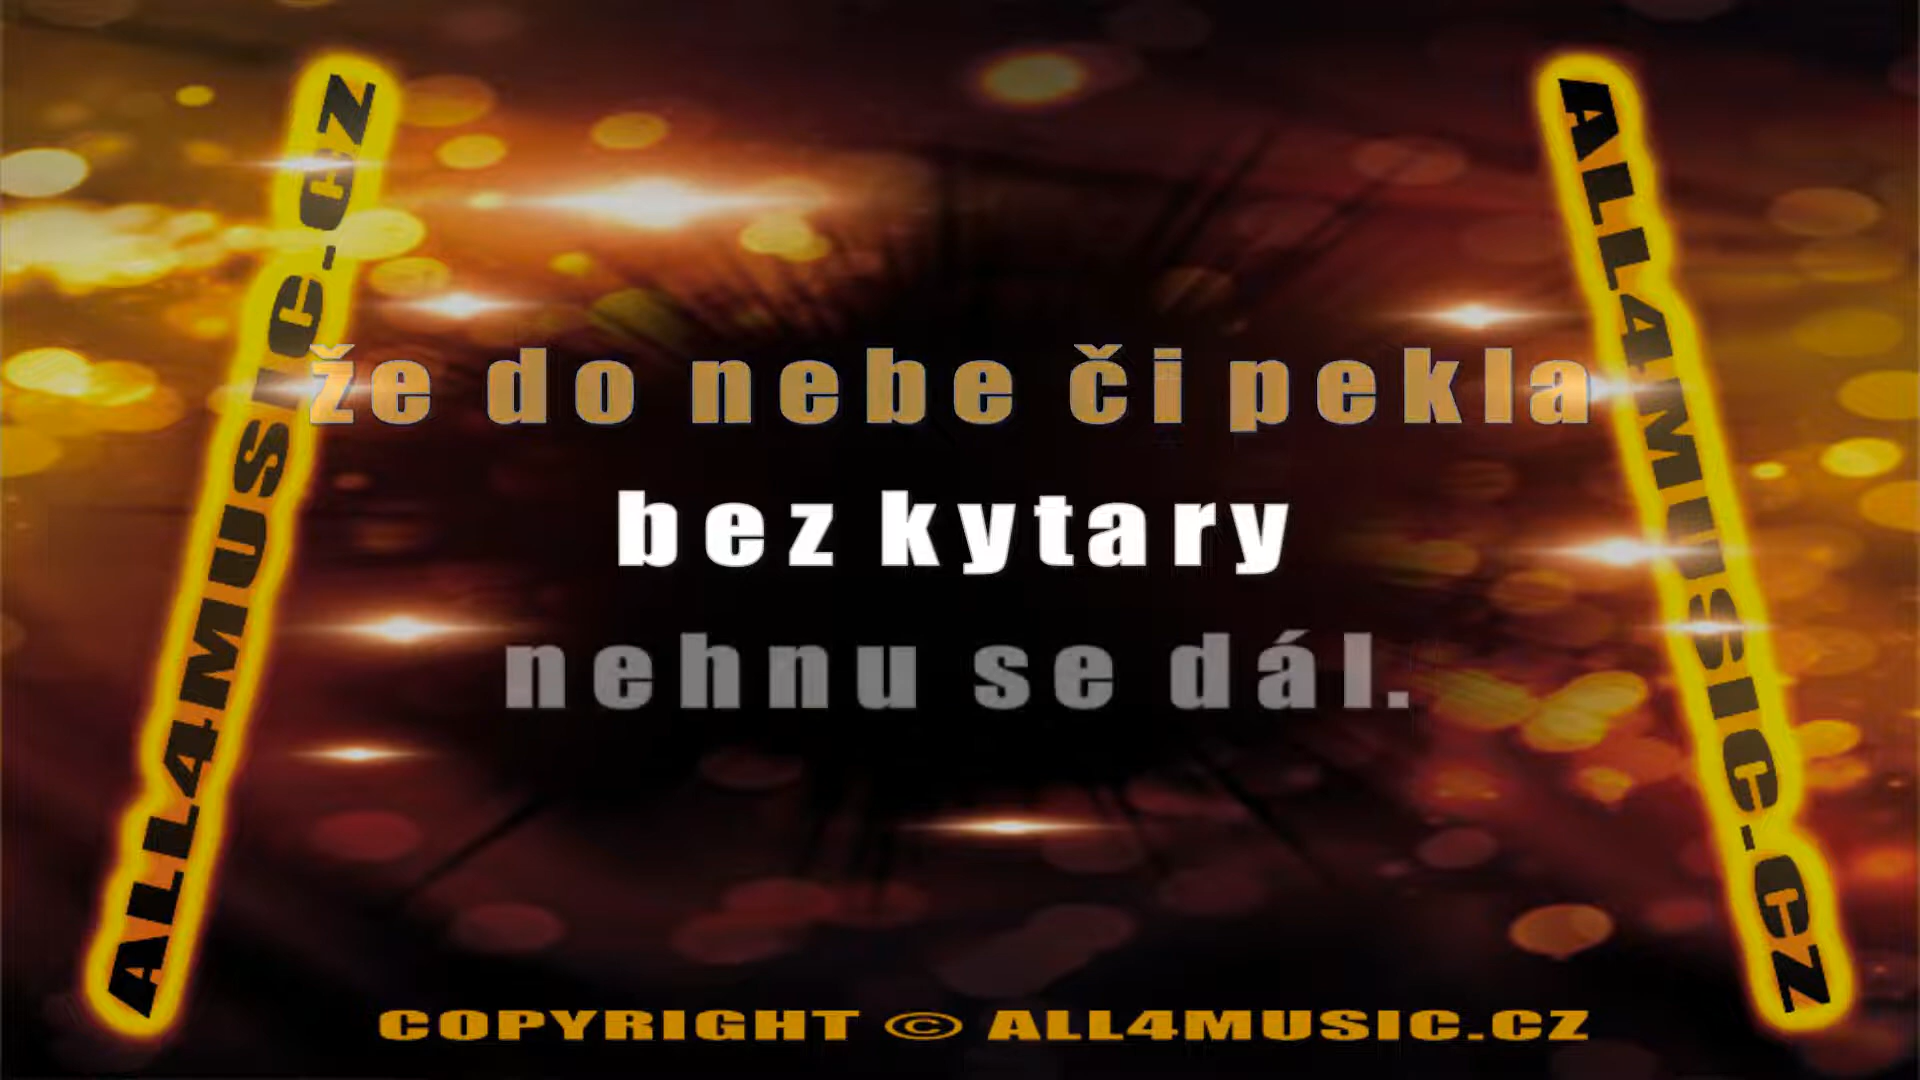 ALL4MUSIC.CZ
ALL4MUSIC.CZ
že do nebe či pekla
bez kytary
nehnu se dál.
COPYRIGHT © ALL4MUSIC.CZ